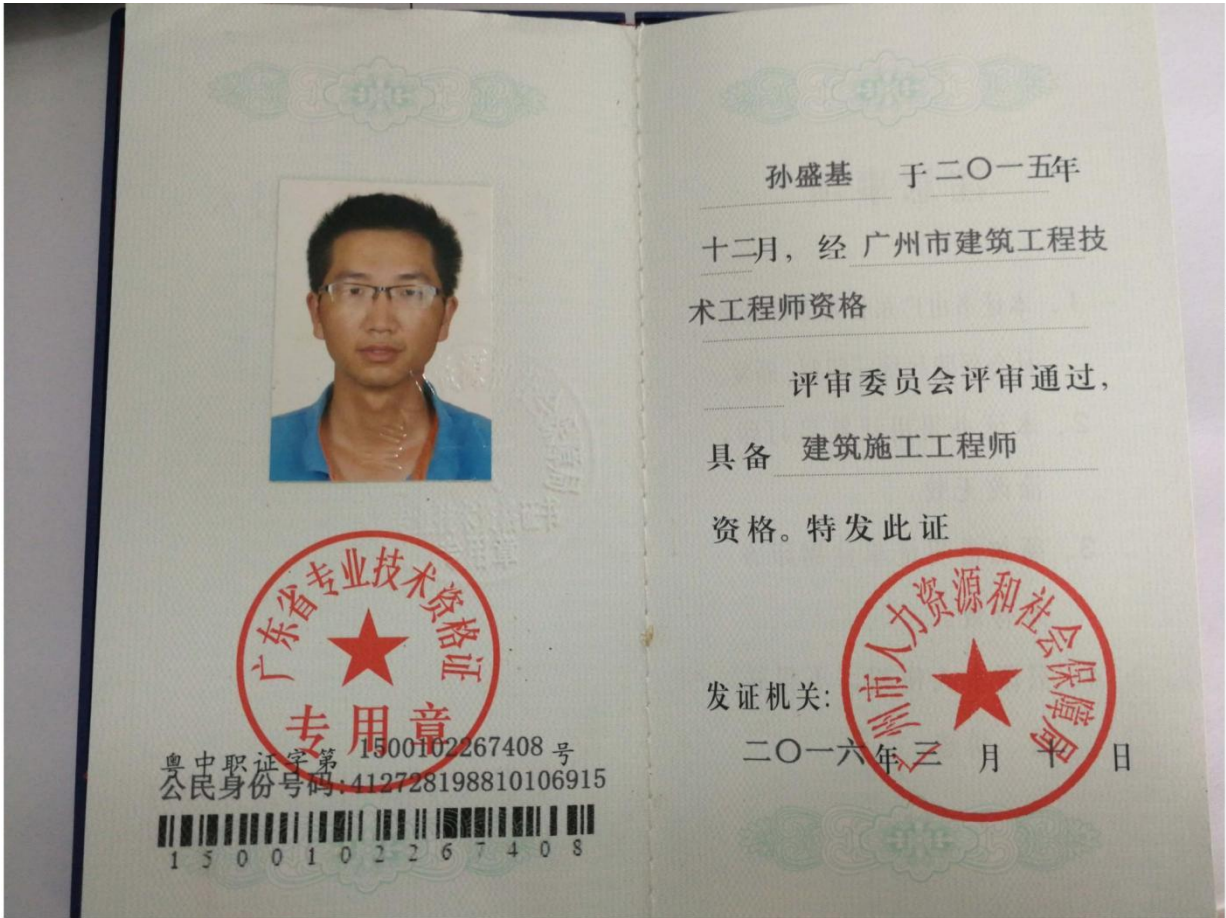 广东省专业技术资格证
专用章
粤中职证字第 1500102267408 号
公民身份号码:412728198810106915
1500102267408
孙盛基 于二〇一五年
十二月，经 广州市建筑工程技
术工程师资格
评审委员会评审通过，
具备 建筑施工工程师
资格。特发此证
广州市人力资源和社会保障局
发证机关:
二〇一六年 三 月 十 日